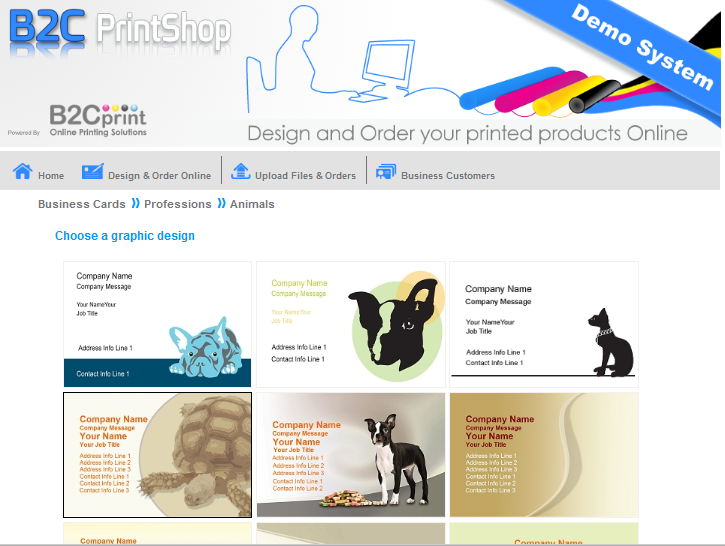 B2C PrintShop
Demo System
Powered By B2Cprint
Online Printing Solutions
Design and Order your printed products Online
Home Design & Order Online Upload Files & Orders Business Customers
Business Cards Professions Animals
Choose a graphic design
Company Name
Company Message
Your NameYour
Job Title
Address Info Line 1
Contact Info Line 1
Company Name
Company Message
Your NameYour
Job Title
Address Info Line 1
Contact Info Line 1
Company Name
Company Message
Your NameYour
Job Title
Address Info Line 1
Contact Info Line 1
Company Name
Company Message
Your Name
Your Job Title
Address Info Line 1
Address Info Line 2
Address Info Line 3
Contact Info Line 1
Contact Info Line 2
Contact Info Line 3
Company Name
Company Message
Your Name
Your Job Title
Address Info Line 1
Address Info Line 2
Address Info Line 3
Contact Info Line 1
Contact Info Line 2
Company Name
Company Message
Your Name
Your Job Title
Address Info Line 1
Address Info Line 2
Address Info Line 3
Contact Info Line 1
Contact Info Line 2
Contact Info Line 3
Company Name
Company Name